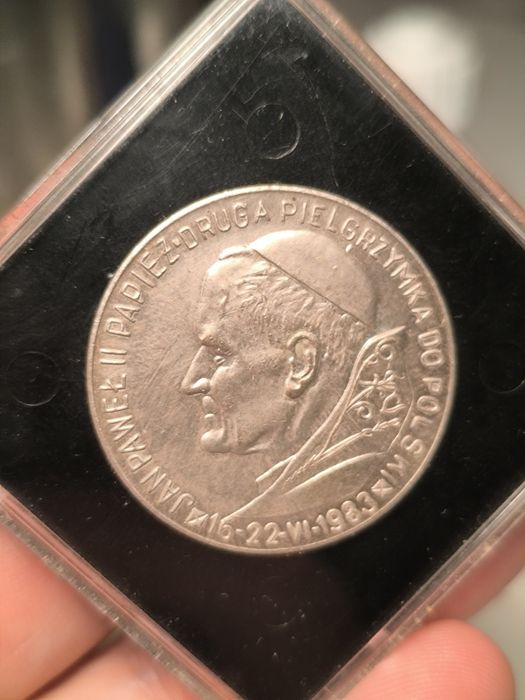 JAN PAWEŁ II PAPIEŻ·DRUGA PIELGRZYMKA DO POLSKI
16-22-VI-1983